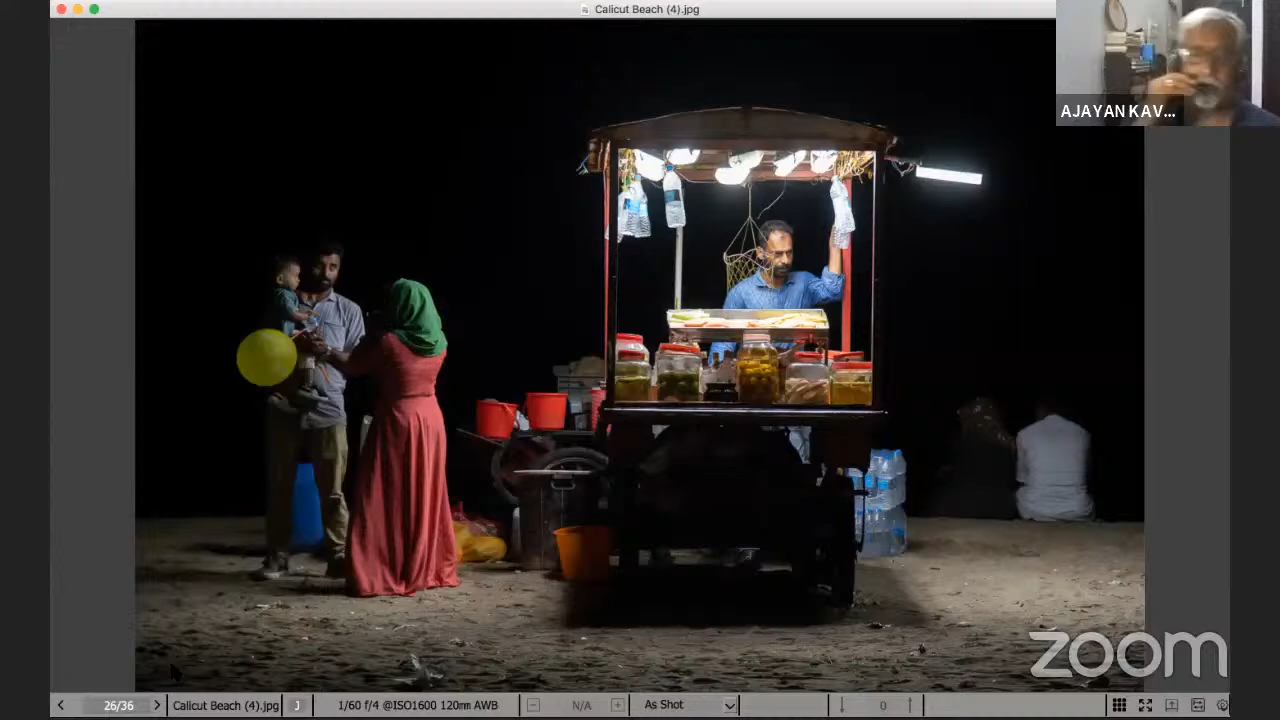 Calicut Beach (4).jpg
AJAYAN KAV...
zoom
26/36
Calicut Beach (4).jpg
J
1/60 f/4 @ISO1600 120mm AWB
N/A
As Shot
0